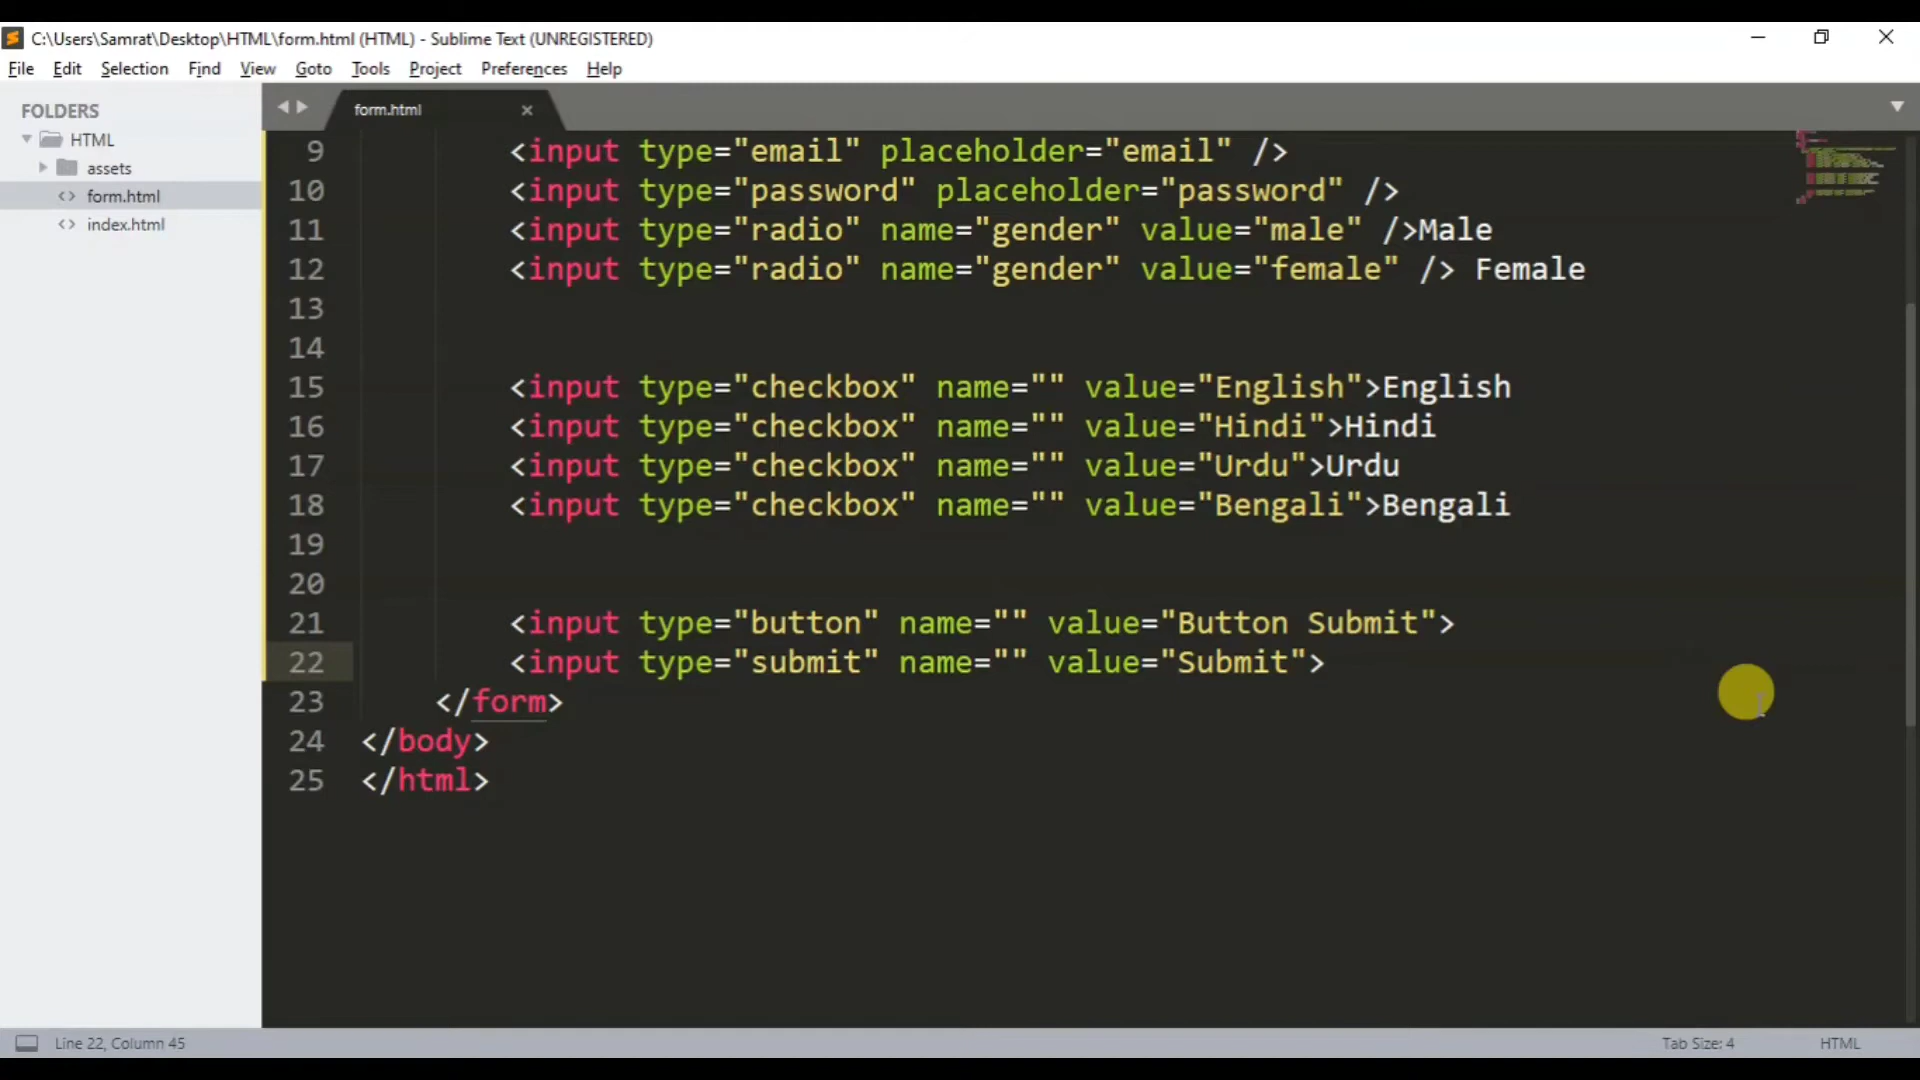 C:\Users\Samrat\Desktop\HTML\form.html (HTML) - Sublime Text (UNREGISTERED)
File Edit Selection Find View Goto Tools Project Preferences Help
FOLDERS
HTML
assets
form.html
index.html
form.html
9 <input type="email" placeholder="email" />
10 <input type="password" placeholder="password" />
11 <input type="radio" name="gender" value="male" />Male
12 <input type="radio" name="gender" value="female" /> Female
13
14
15 <input type="checkbox" name="" value="English">English
16 <input type="checkbox" name="" value="Hindi">Hindi
17 <input type="checkbox" name="" value="Urdu">Urdu
18 <input type="checkbox" name="" value="Bengali">Bengali
19
20
21 <input type="button" name="" value="Button Submit">
22 <input type="submit" name="" value="Submit">
23 </form>
24 </body>
25 </html>
Line 22, Column 45 Tab Size: 4 HTML